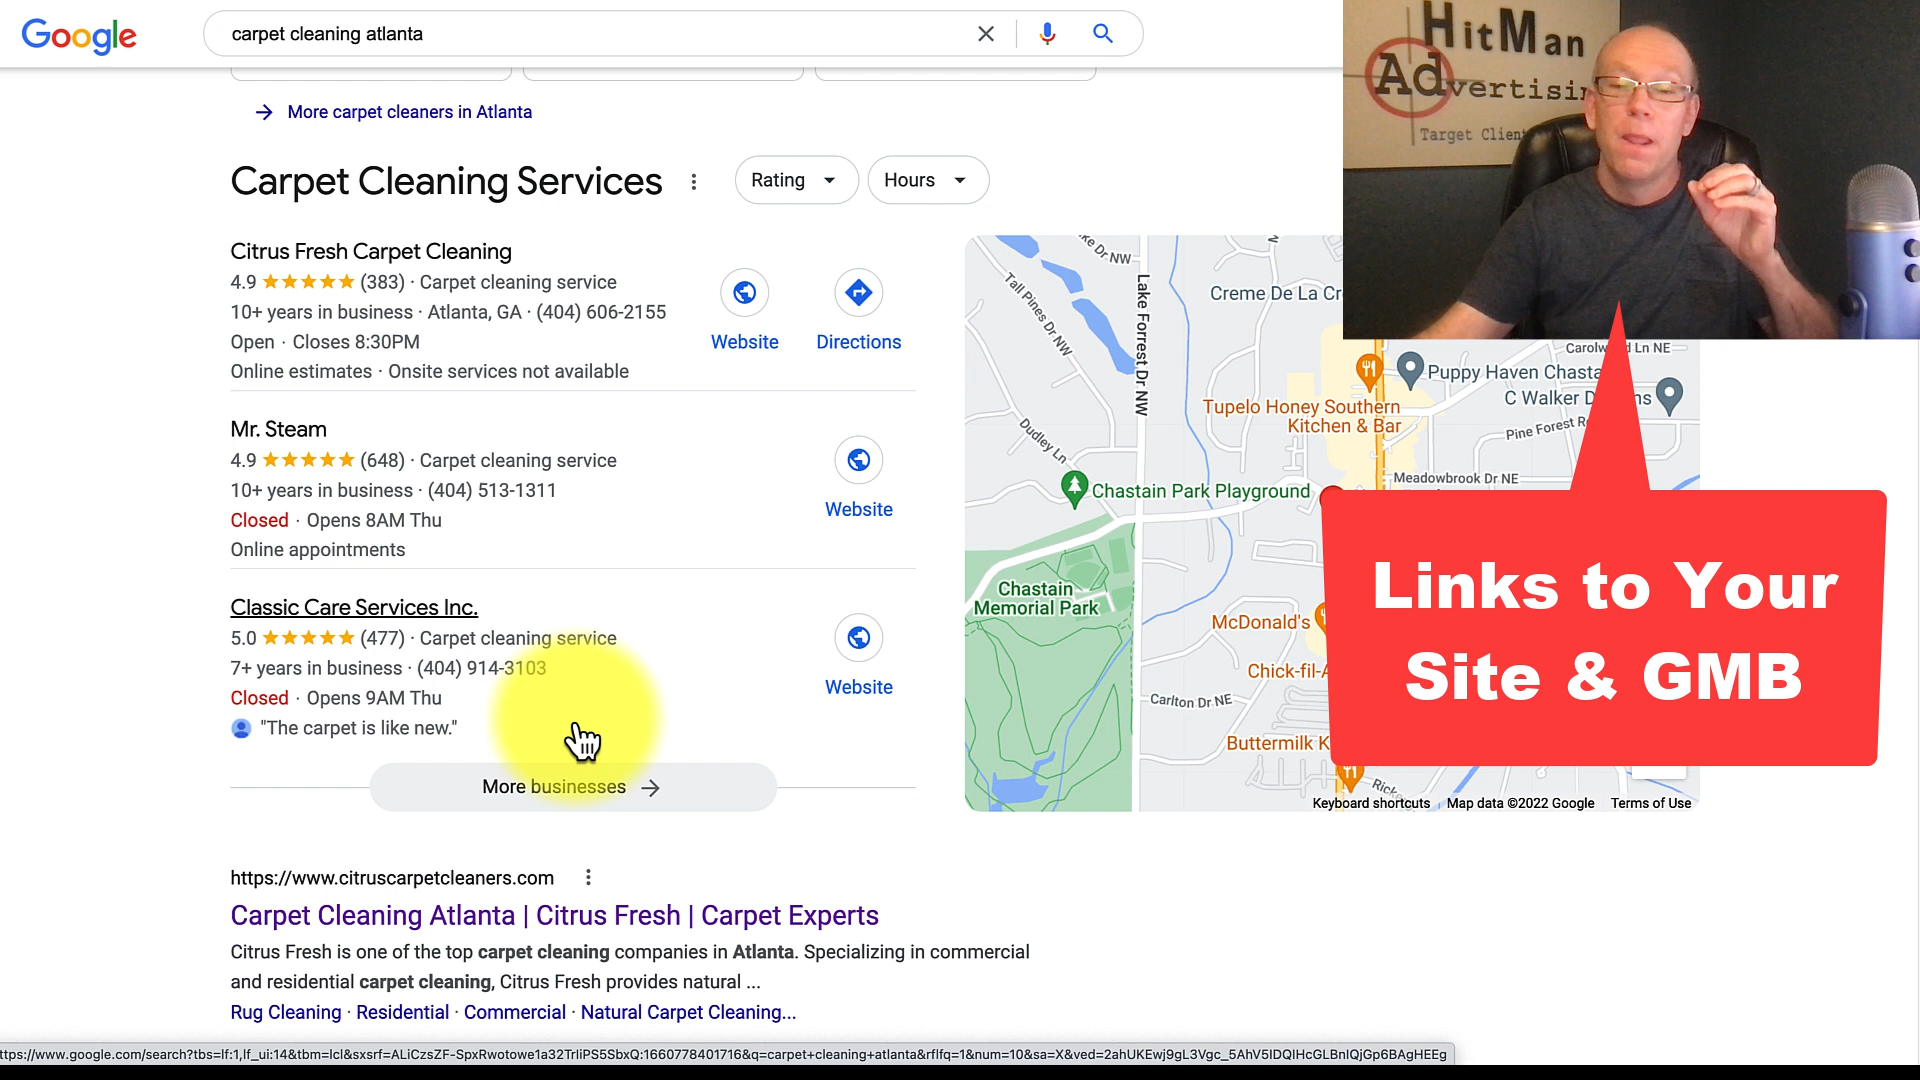 Google
carpet cleaning atlanta
HitMan
Advertisi
Target Client
More carpet cleaners in Atlanta
Carpet Cleaning Services
Rating
Hours
Citrus Fresh Carpet Cleaning
4.9 (383) · Carpet cleaning service
10+ years in business · Atlanta, GA · (404) 606-2155
Open · Closes 8:30PM
Online estimates · Onsite services not available
Website
Directions
Mr. Steam
4.9 (648) · Carpet cleaning service
10+ years in business · (404) 513-1311
Closed · Opens 8AM Thu
Online appointments
Website
Classic Care Services Inc.
5.0 (477) · Carpet cleaning service
7+ years in business · (404) 914-3103
Closed · Opens 9AM Thu
"The carpet is like new."
Website
More businesses
ke Dr NW
Tall Pines Dr NW
Lake Forrest Dr NW
Creme De La Cr
Carolw d Ln NE
Puppy Haven Chasta
C Walker D ns
Tupelo Honey Southern
Kitchen & Bar
Pine Forest R
Dudley Ln
Meadowbrook Dr NE
Chastain Park Playground
Chastain
Memorial Park
McDonald's
Chick-fil-A
Carlton Dr NE
Buttermilk K
Ricke
Keyboard shortcuts
Map data ©2022 Google
Terms of Use
Links to Your
Site & GMB
https://www.citruscarpetcleaners.com
Carpet Cleaning Atlanta | Citrus Fresh | Carpet Experts
Citrus Fresh is one of the top carpet cleaning companies in Atlanta. Specializing in commercial
and residential carpet cleaning, Citrus Fresh provides natural ...
Rug Cleaning · Residential · Commercial · Natural Carpet Cleaning...